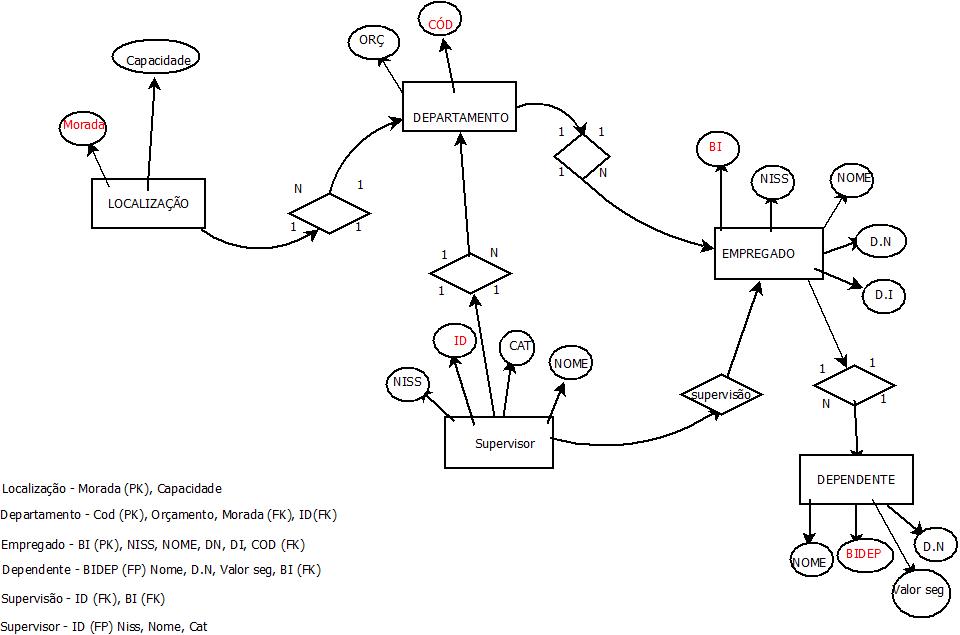 CÓD
ORÇ
Capacidade
Morada
DEPARTAMENTO
1 1
1 N
BI
NISS
NOME
LOCALIZAÇÃO
N 1
1 1
EMPREGADO
D.N
D.I
1 N
1 1
ID
CAT
NOME
NISS
supervisão
1 1
N 1
Supervisor
DEPENDENTE
NOME
BIDEP
D.N
Valor seg
Localização - Morada (PK), Capacidade
Departamento - Cod (PK), Orçamento, Morada (FK), ID(FK)
Empregado - BI (PK), NISS, NOME, DN, DI, COD (FK)
Dependente - BIDEP (FP) Nome, D.N, Valor seg, BI (FK)
Supervisão - ID (FK), BI (FK)
Supervisor - ID (FP) Niss, Nome, Cat